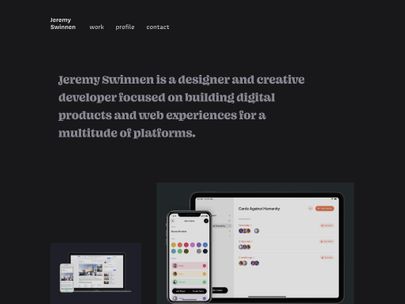 Jeremy
Swinnen
work profile contact
Jeremy Swinnen is a designer and creative
developer focused on building digital
products and web experiences for a
multitude of platforms.
Cards Against Humanity